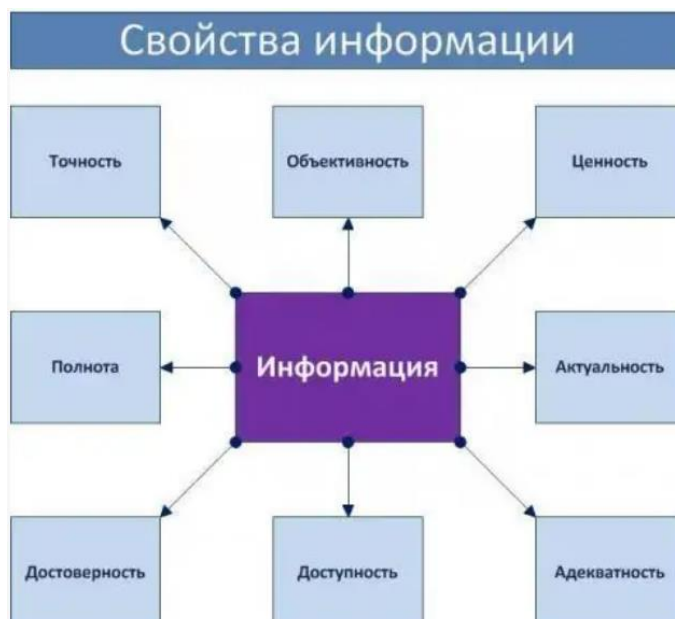 Свойства информации
Точность
Объективность
Ценность
Полнота
Информация
Актуальность
Достоверность
Доступность
Адекватность